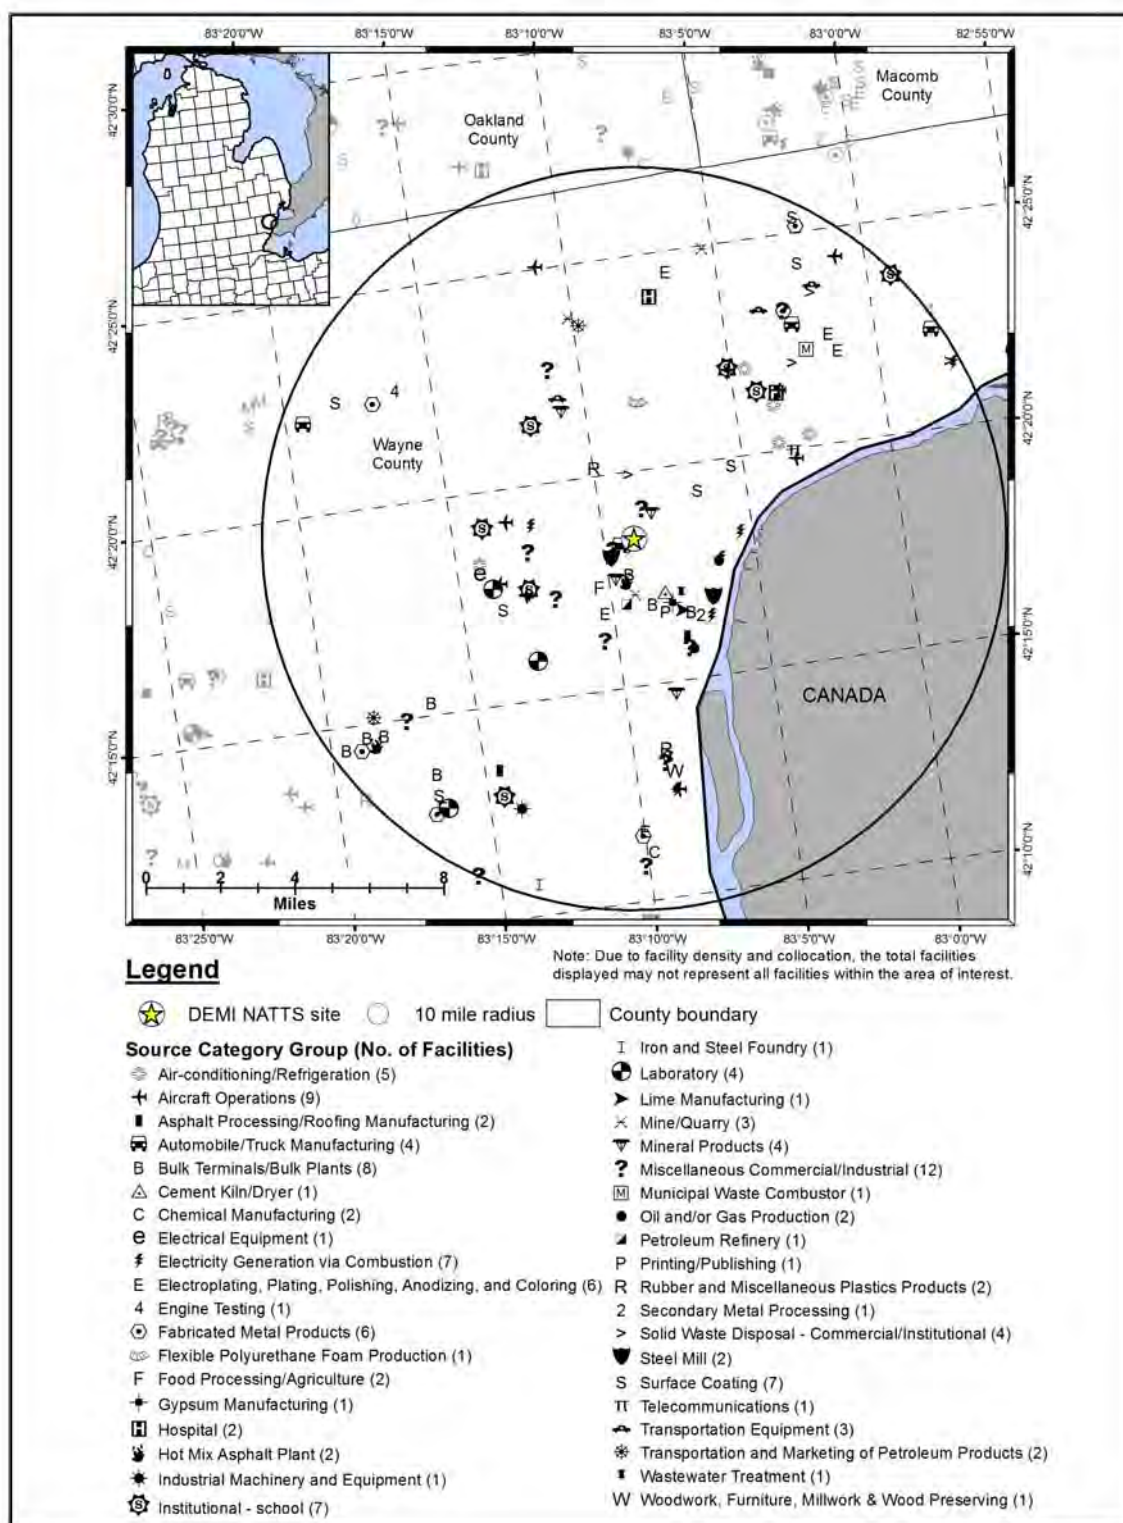 83°20'0"W 83°15'0"W 83°10'0"W 83°5'0"W 83°0'0"W 82°55'0"W
42°30'0"N
42°25'0"N
42°20'0"N
42°15'0"N
42°25'0"N
42°20'0"N
42°15'0"N
42°10'0"N
Macomb
County
Oakland
County
Wayne
County
CANADA
0 2 4 6 8
Miles
83°25'0"W 83°20'0"W 83°15'0"W 83°10'0"W 83°5'0"W 83°0'0"W
Legend
Note: Due to facility density and collocation, the total facilities
displayed may not represent all facilities within the area of interest.
DEMI NATTS site 10 mile radius County boundary
Source Category Group (No. of Facilities)
Air-conditioning/Refrigeration (5)
Aircraft Operations (9)
Asphalt Processing/Roofing Manufacturing (2)
Automobile/Truck Manufacturing (4)
B Bulk Terminals/Bulk Plants (8)
Cement Kiln/Dryer (1)
C Chemical Manufacturing (2)
e Electrical Equipment (1)
Electricity Generation via Combustion (7)
E Electroplating, Plating, Polishing, Anodizing, and Coloring (6)
4 Engine Testing (1)
Fabricated Metal Products (6)
Flexible Polyurethane Foam Production (1)
F Food Processing/Agriculture (2)
Gypsum Manufacturing (1)
H Hospital (2)
Hot Mix Asphalt Plant (2)
Industrial Machinery and Equipment (1)
S Institutional - school (7)
I Iron and Steel Foundry (1)
Laboratory (4)
Lime Manufacturing (1)
Mine/Quarry (3)
Mineral Products (4)
? Miscellaneous Commercial/Industrial (12)
M Municipal Waste Combustor (1)
Oil and/or Gas Production (2)
Petroleum Refinery (1)
P Printing/Publishing (1)
R Rubber and Miscellaneous Plastics Products (2)
2 Secondary Metal Processing (1)
> Solid Waste Disposal - Commercial/Institutional (4)
Steel Mill (2)
S Surface Coating (7)
π Telecommunications (1)
Transportation Equipment (3)
Transportation and Marketing of Petroleum Products (2)
Wastewater Treatment (1)
W Woodwork, Furniture, Millwork & Wood Preserving (1)